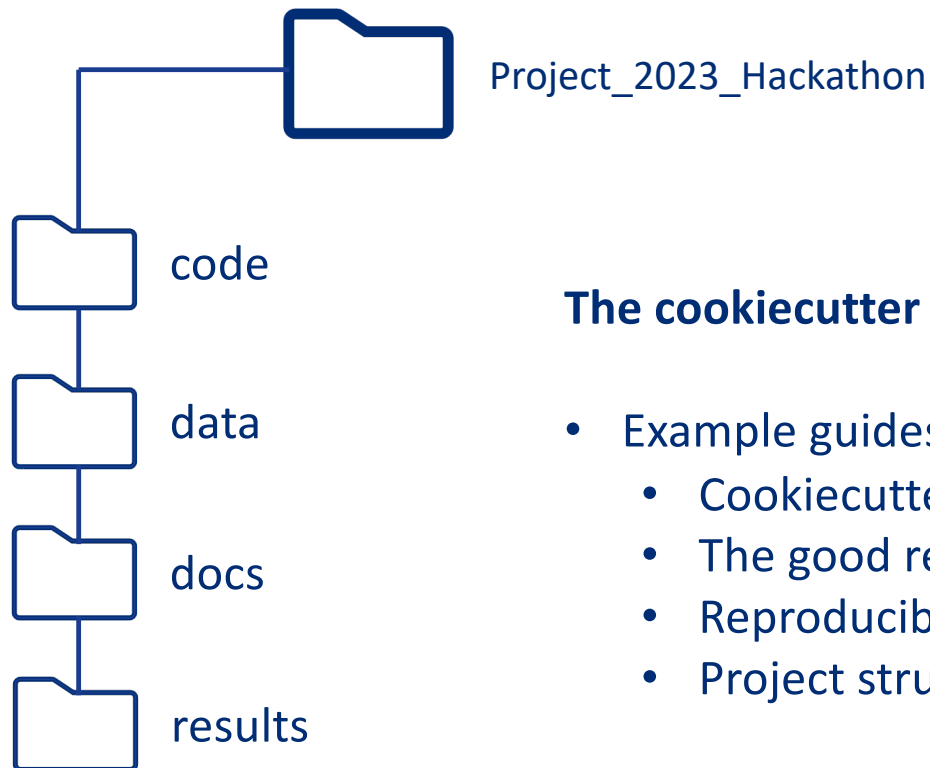 Project_2023_Hackathon
code
data
docs
results
The cookiecutter
• Example guides
• Cookiecutte
• The good re
• Reproducib
• Project stru